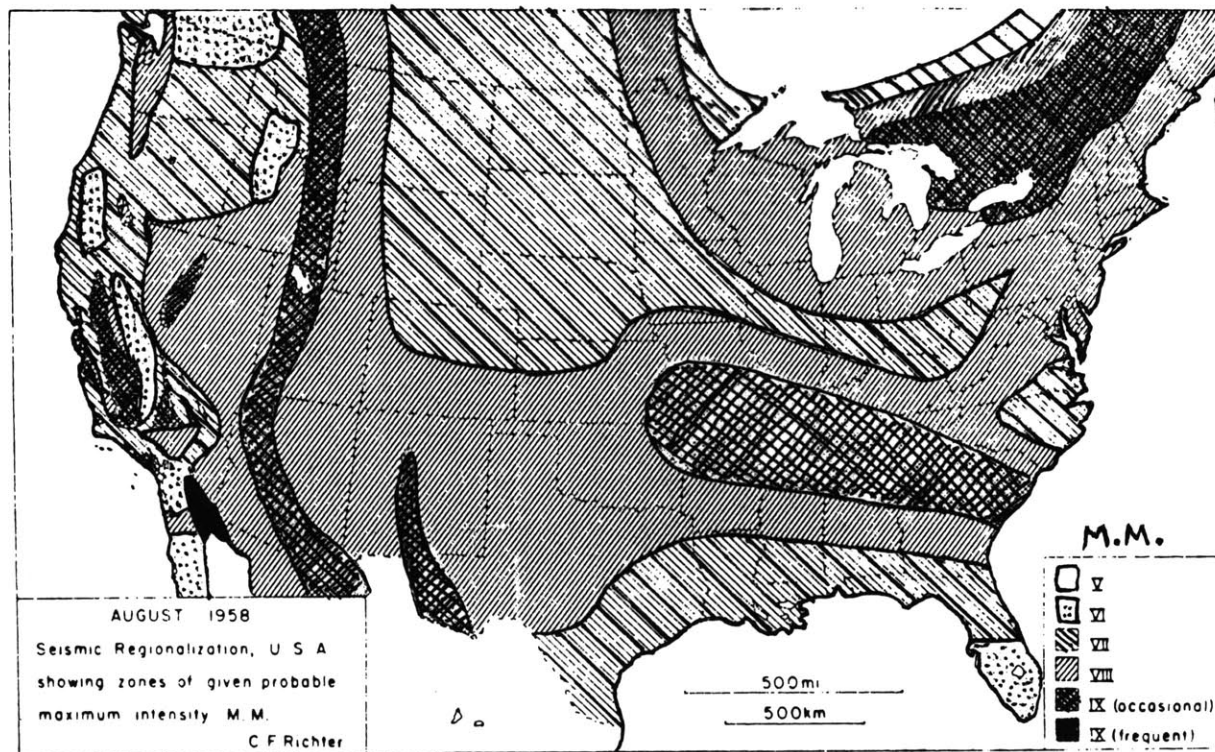 AUGUST 1958
Seismic Regionalization, U S A
showing zones of given probable
maximum intensity M. M.
C F Richter
500mi
500km
M.M.
V
VI
VII
VIII
IX (occasional)
IX (frequent)